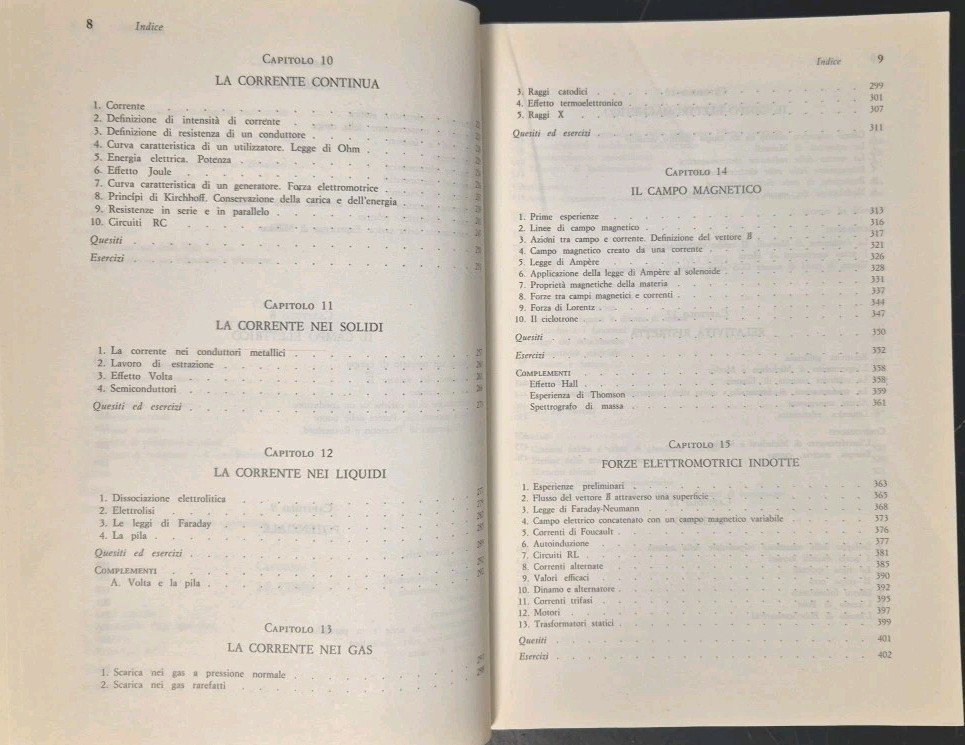 8 Indice
CAPITOLO 10
LA CORRENTE CONTINUA
1. Corrente
2. Definizione di intensità di corrente
3. Definizione di resistenza di un conduttore
4. Curva caratteristica di un utilizzatore. Legge di Ohm
5. Energia elettrica. Potenza
6. Effetto Joule
7. Curva caratteristica di un generatore. Forza elettromotrice
8. Principi di Kirchhoff. Conservazione della carica e dell'energia
9. Resistenze in serie e in parallelo
10. Circuiti RC
Quesiti
Esercizi
CAPITOLO 11
LA CORRENTE NEI SOLIDI
1. La corrente nei conduttori metallici
2. Lavoro di estrazione
3. Effetto Volta
4. Semiconduttori
Quesiti ed esercizi
CAPITOLO 12
LA CORRENTE NEI LIQUIDI
1. Dissociazione elettrolitica
2. Elettrolisi
3. Le leggi di Faraday
4. La pila
Quesiti ed esercizi
COMPLEMENTI
A. Volta e la pila
CAPITOLO 13
LA CORRENTE NEI GAS
1. Scarica nei gas a pressione normale
2. Scarica nei gas rarefatti
Indice 9
3. Raggi catodici 299
4. Effetto termoelettronico 301
5. Raggi X 307
Quesiti ed esercizi 311
CAPITOLO 14
IL CAMPO MAGNETICO
1. Prime esperienze 313
2. Linee di campo magnetico 316
3. Azioni tra campo e corrente. Definizione del vettore B 317
4. Campo magnetico creato da una corrente 321
5. Legge di Ampère 326
6. Applicazione della legge di Ampère al solenoide 328
7. Proprietà magnetiche della materia 331
8. Forze tra campi magnetici e correnti 337
9. Forza di Lorentz 344
10. Il ciclotrone 347
Quesiti 350
Esercizi 352
COMPLEMENTI 358
Effetto Hall 358
Esperienza di Thomson 359
Spettrografo di massa 361
CAPITOLO 15
FORZE ELETTROMOTRICI INDOTTE
1. Esperienze preliminari 363
2. Flusso del vettore B attraverso una superficie 365
3. Legge di Faraday-Neumann 368
4. Campo elettrico concatenato con un campo magnetico variabile 373
5. Correnti di Foucault 376
6. Autoinduzione 377
7. Circuiti RL 381
8. Correnti alternate 385
9. Valori efficaci 390
10. Dinamo e alternatore 392
11. Correnti trifasi 395
12. Motori 397
13. Trasformatori statici 399
Quesiti 401
Esercizi 402